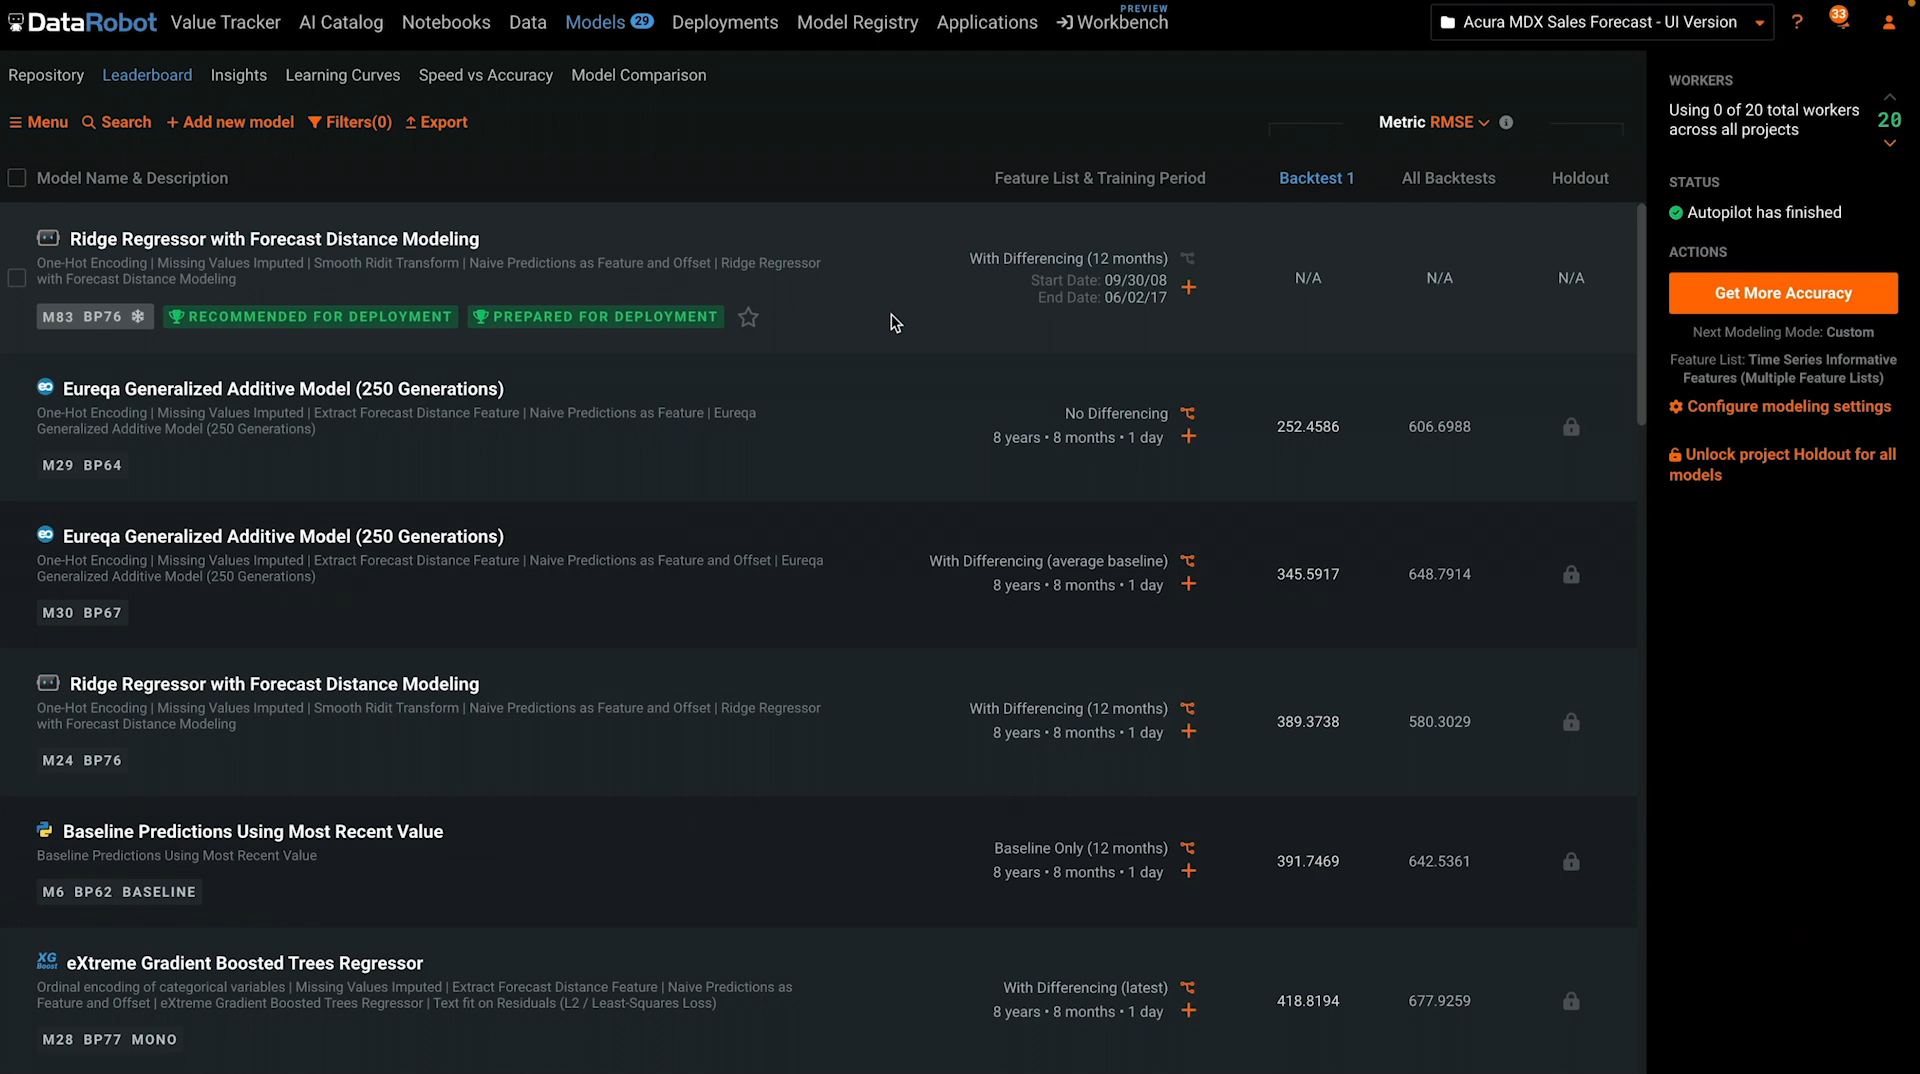 DataRobot Value Tracker AI Catalog Notebooks Data Models 29 Deployments Model Registry Applications Workbench PREVIEW Acura MDX Sales Forecast - UI Version ? 33
Repository Leaderboard Insights Learning Curves Speed vs Accuracy Model Comparison
Menu Search + Add new model Filters(0) Export
Metric RMSE
Model Name & Description Feature List & Training Period Backtest 1 All Backtests Holdout
Ridge Regressor with Forecast Distance Modeling
One-Hot Encoding | Missing Values Imputed | Smooth Ridit Transform | Naive Predictions as Feature and Offset | Ridge Regressor
with Forecast Distance Modeling
M83 BP76 RECOMMENDED FOR DEPLOYMENT PREPARED FOR DEPLOYMENT
With Differencing (12 months)
Start Date: 09/30/08
End Date: 06/02/17
N/A N/A N/A
Eureqa Generalized Additive Model (250 Generations)
One-Hot Encoding | Missing Values Imputed | Extract Forecast Distance Feature | Naive Predictions as Feature | Eureqa
Generalized Additive Model (250 Generations)
M29 BP64
No Differencing
8 years • 8 months • 1 day
252.4586 606.6988
Eureqa Generalized Additive Model (250 Generations)
One-Hot Encoding | Missing Values Imputed | Extract Forecast Distance Feature | Naive Predictions as Feature and Offset | Eureqa
Generalized Additive Model (250 Generations)
M30 BP67
With Differencing (average baseline)
8 years • 8 months • 1 day
345.5917 648.7914
Ridge Regressor with Forecast Distance Modeling
One-Hot Encoding | Missing Values Imputed | Smooth Ridit Transform | Naive Predictions as Feature and Offset | Ridge Regressor
with Forecast Distance Modeling
M24 BP76
With Differencing (12 months)
8 years • 8 months • 1 day
389.3738 580.3029
Baseline Predictions Using Most Recent Value
Baseline Predictions Using Most Recent Value
M6 BP62 BASELINE
Baseline Only (12 months)
8 years • 8 months • 1 day
391.7469 642.5361
XG
Boost
eXtreme Gradient Boosted Trees Regressor
Ordinal encoding of categorical variables | Missing Values Imputed | Extract Forecast Distance Feature | Naive Predictions as
Feature and Offset | eXtreme Gradient Boosted Trees Regressor | Text fit on Residuals (L2 / Least-Squares Loss)
M28 BP77 MONO
With Differencing (latest)
8 years • 8 months • 1 day
418.8194 677.9259
WORKERS
Using 0 of 20 total workers
across all projects
20
STATUS
Autopilot has finished
ACTIONS
Get More Accuracy
Next Modeling Mode: Custom
Feature List: Time Series Informative
Features (Multiple Feature Lists)
Configure modeling settings
Unlock project Holdout for all
models